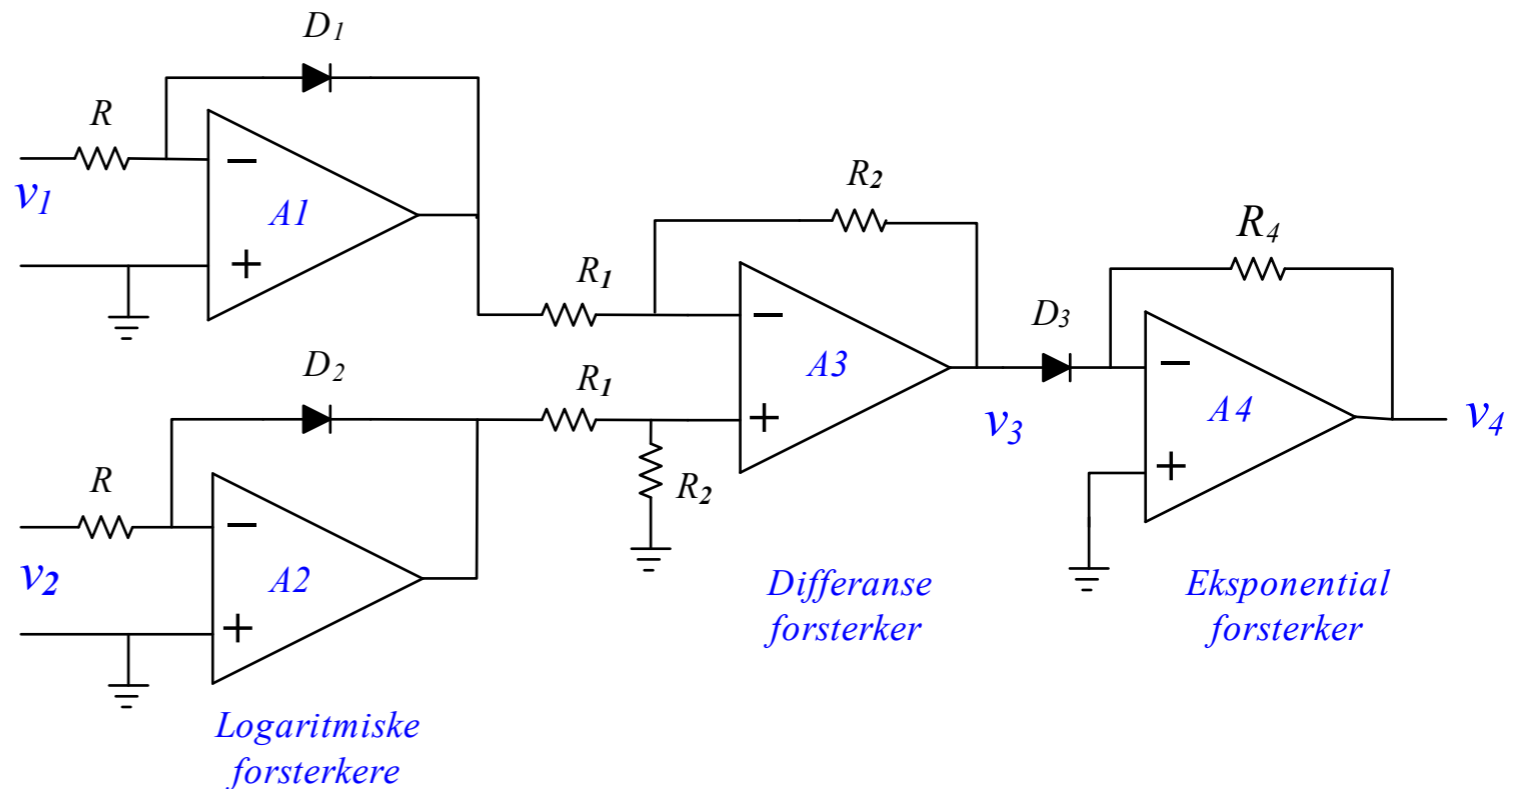 D1
R
−
v1
A1
+
R2
R4
R1
−
D3
D2
R1
A3
−
+
v3
A4
v4
R
−
R2
+
v2
A2
+
Differanse
forsterker
Eksponential
forsterker
Logaritmiske
forsterkere